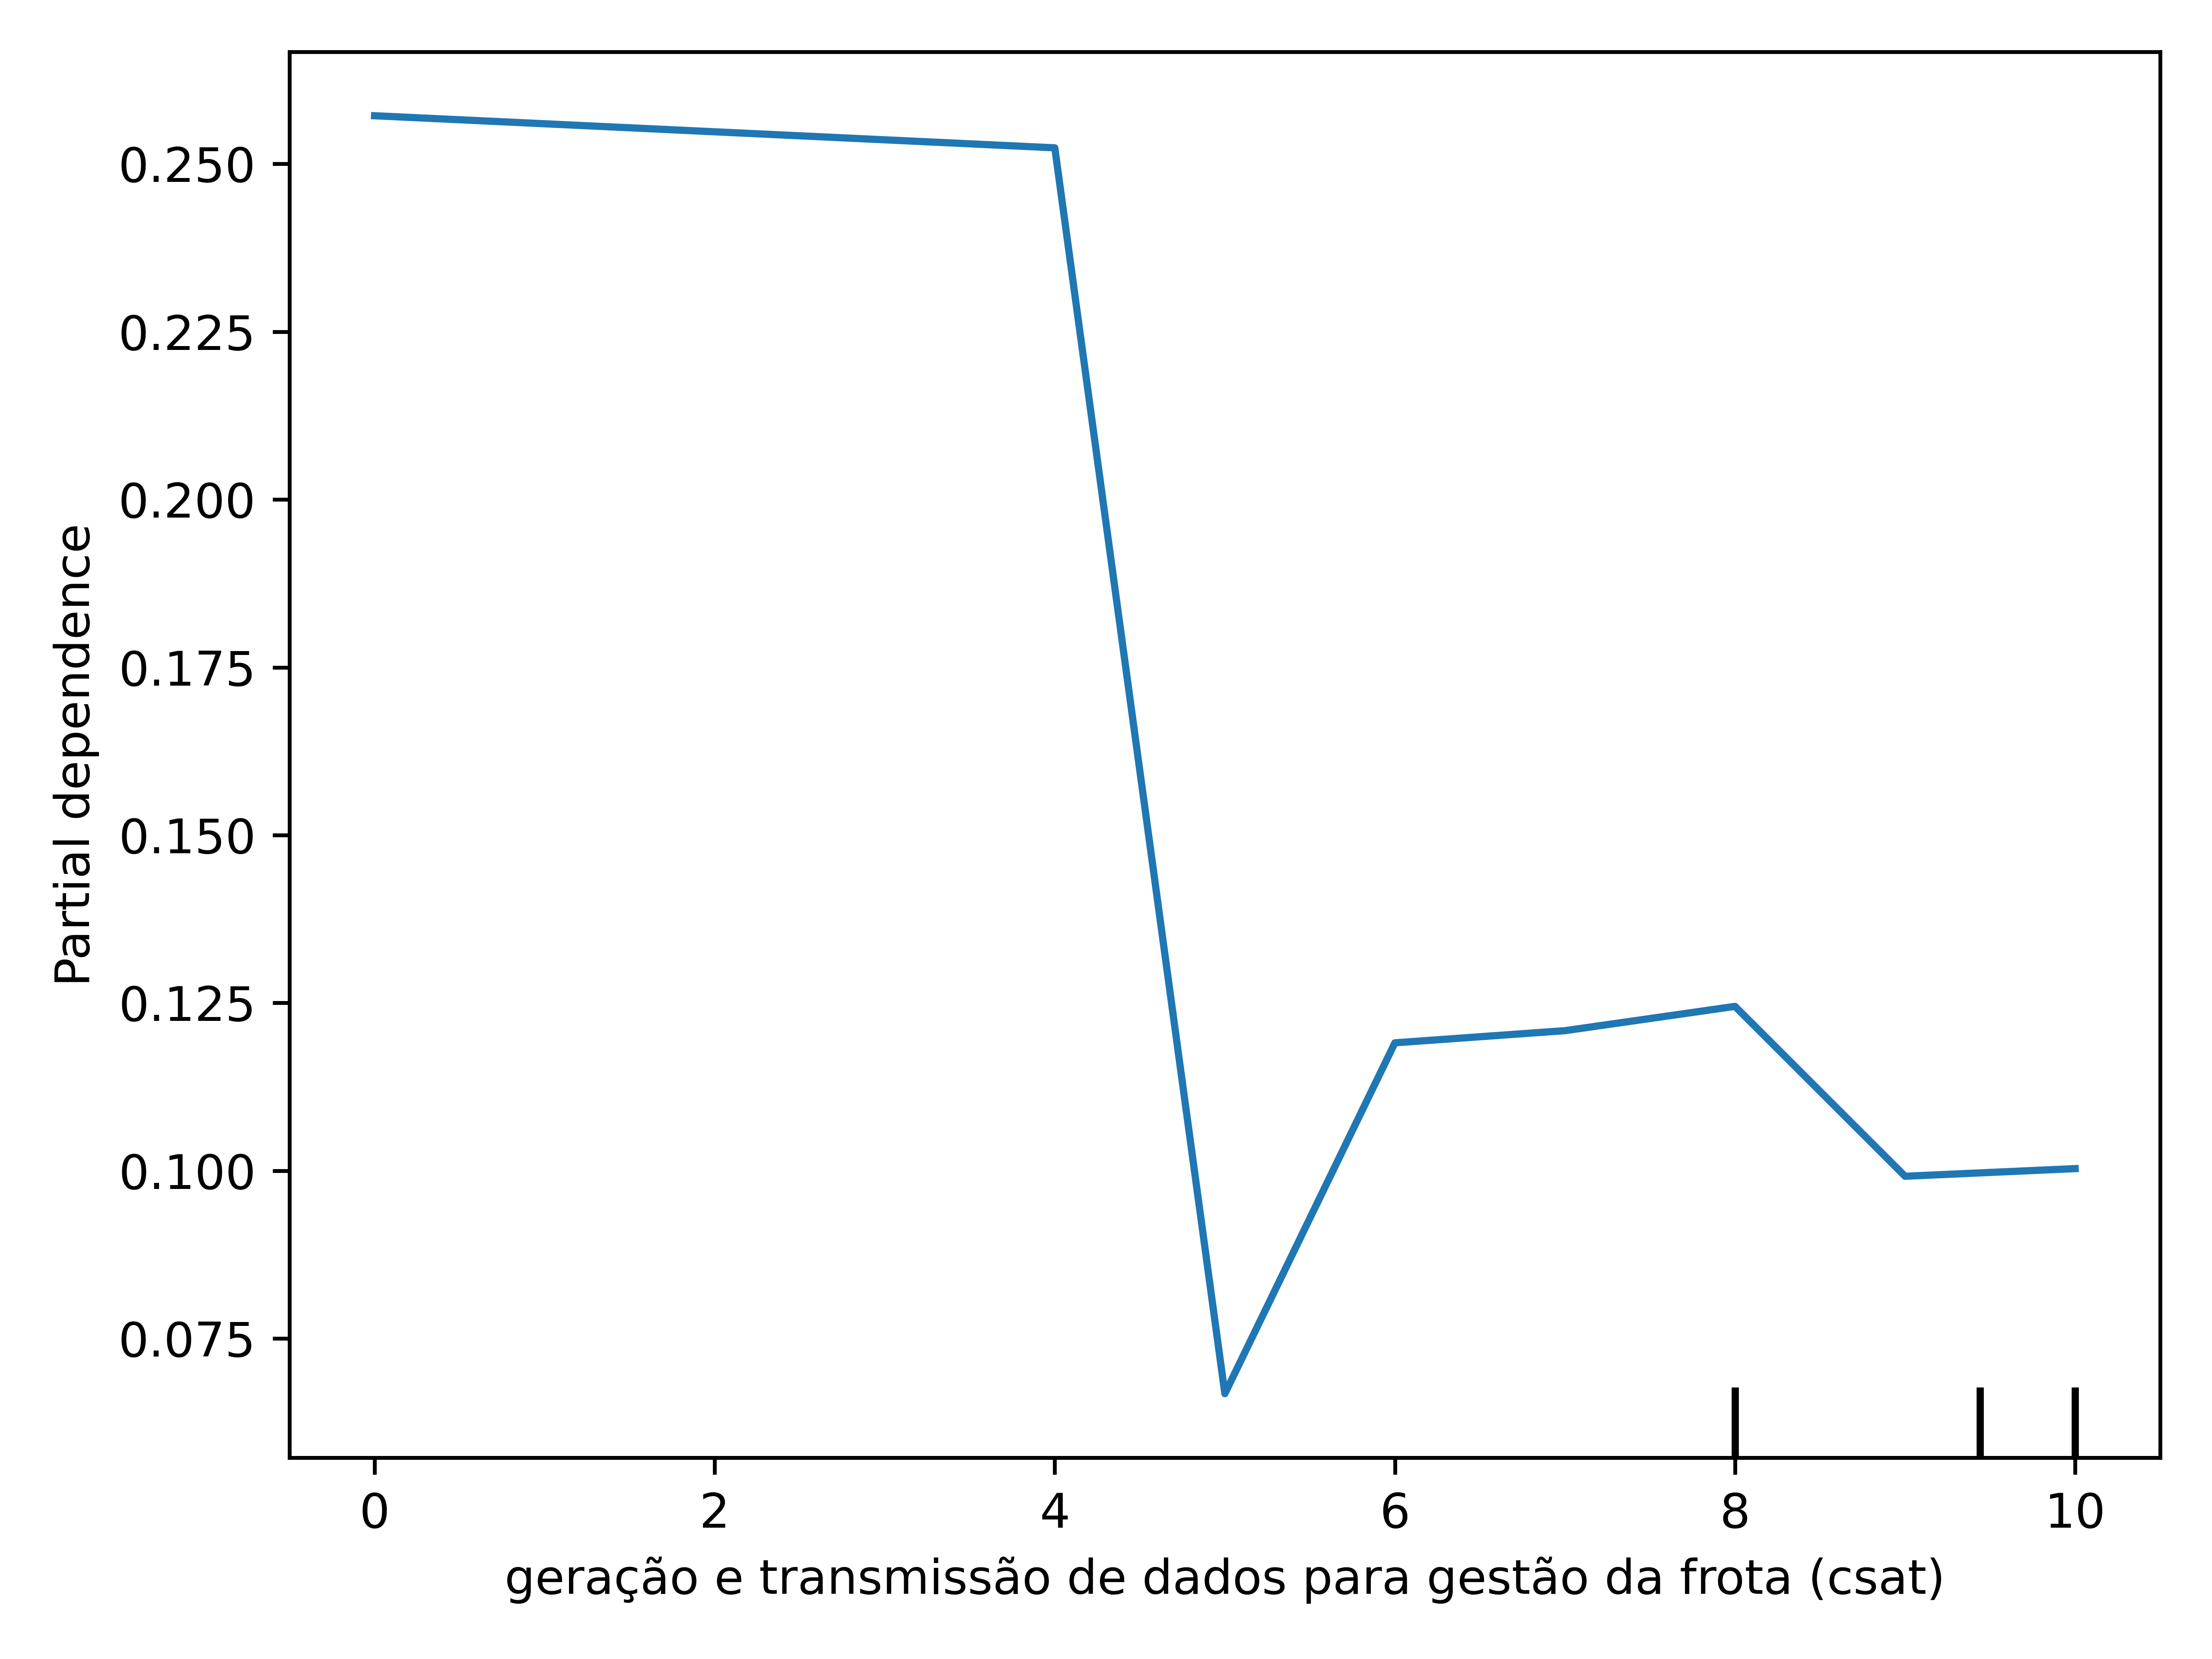 0.250
0.225
0.200
0.175
0.150
0.125
0.100
0.075
Partial dependence
0 2 4 6 8 10
geração e transmissão de dados para gestão da frota (csat)